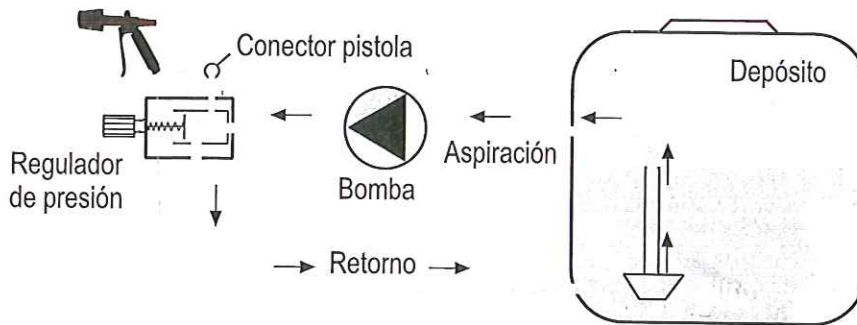 Conector pistola
Depósito
Aspiración
Regulador
de presión
Bomba
Retorno